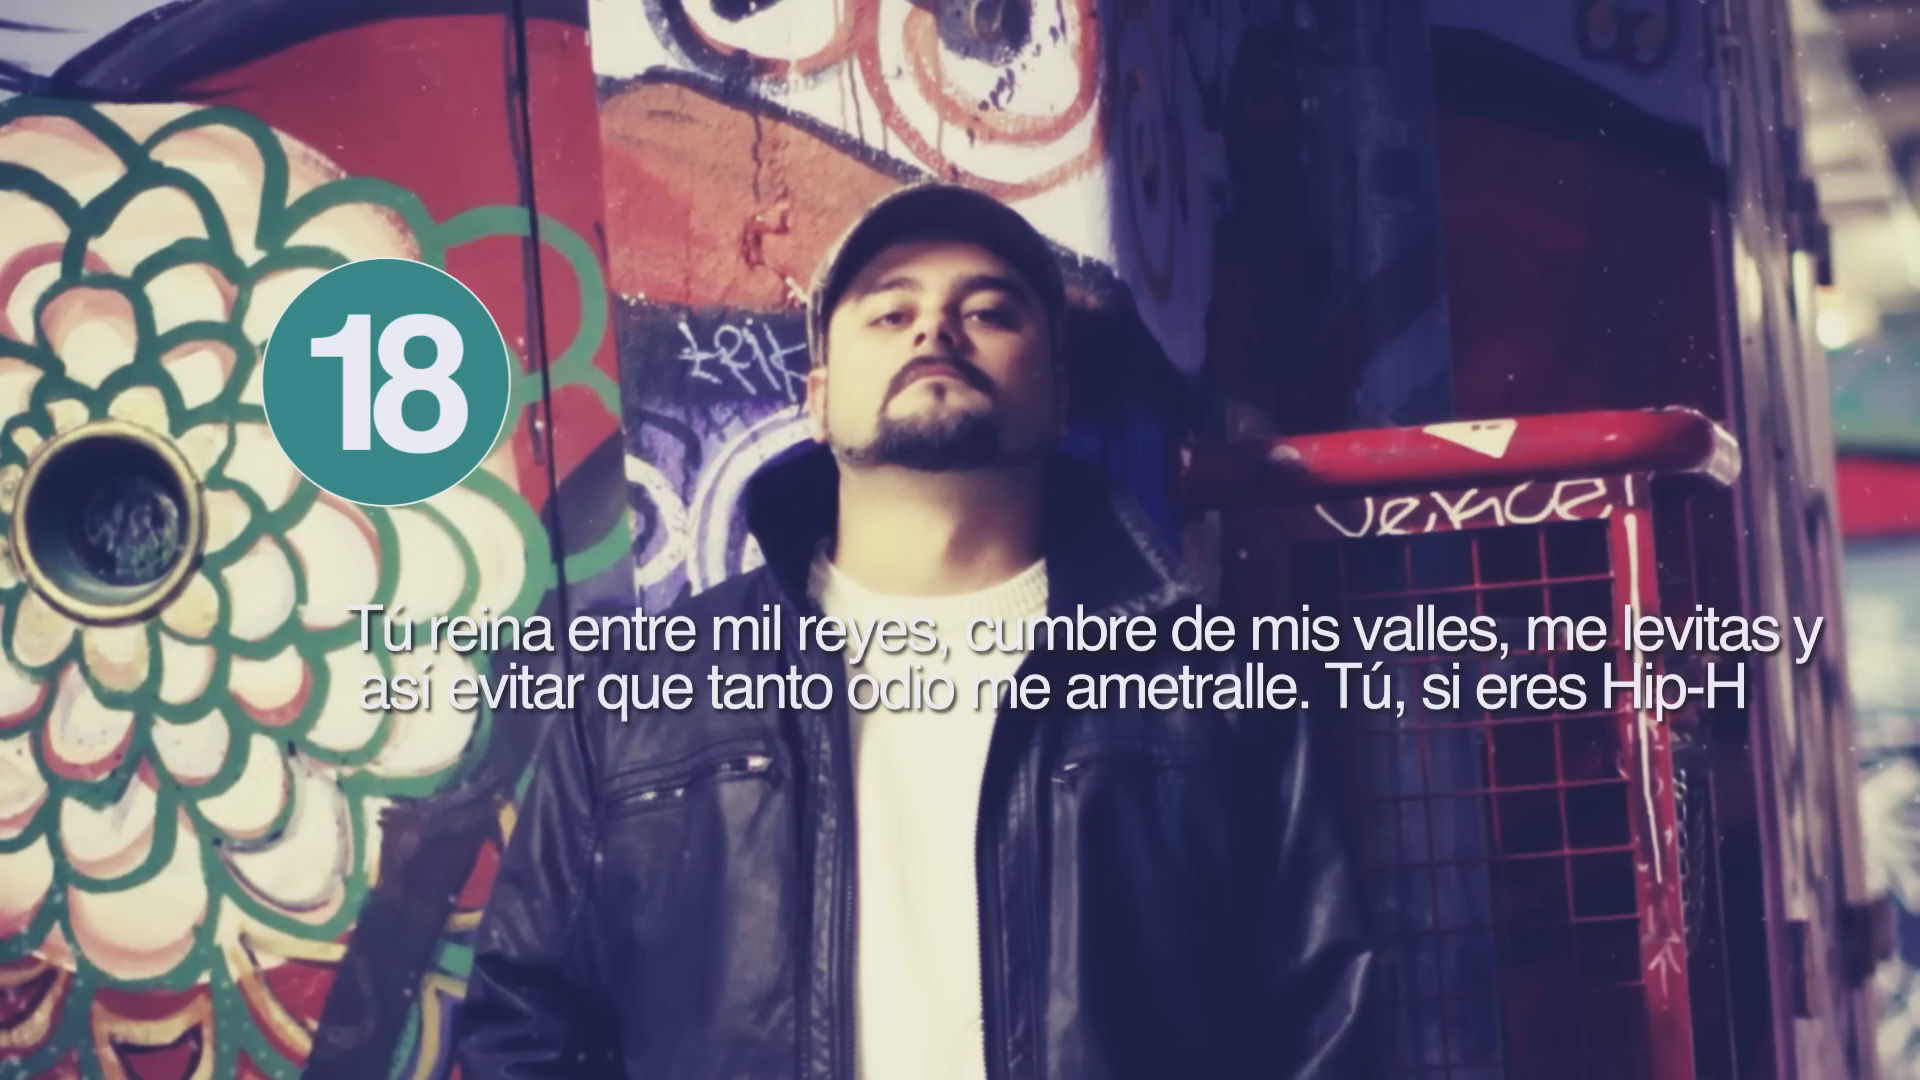 18
trik
Tú reina entre mil reyes, cumbre de mis valles, me levitas y
así evitar que tanto odio me ametralle. Tú, si eres Hip-H